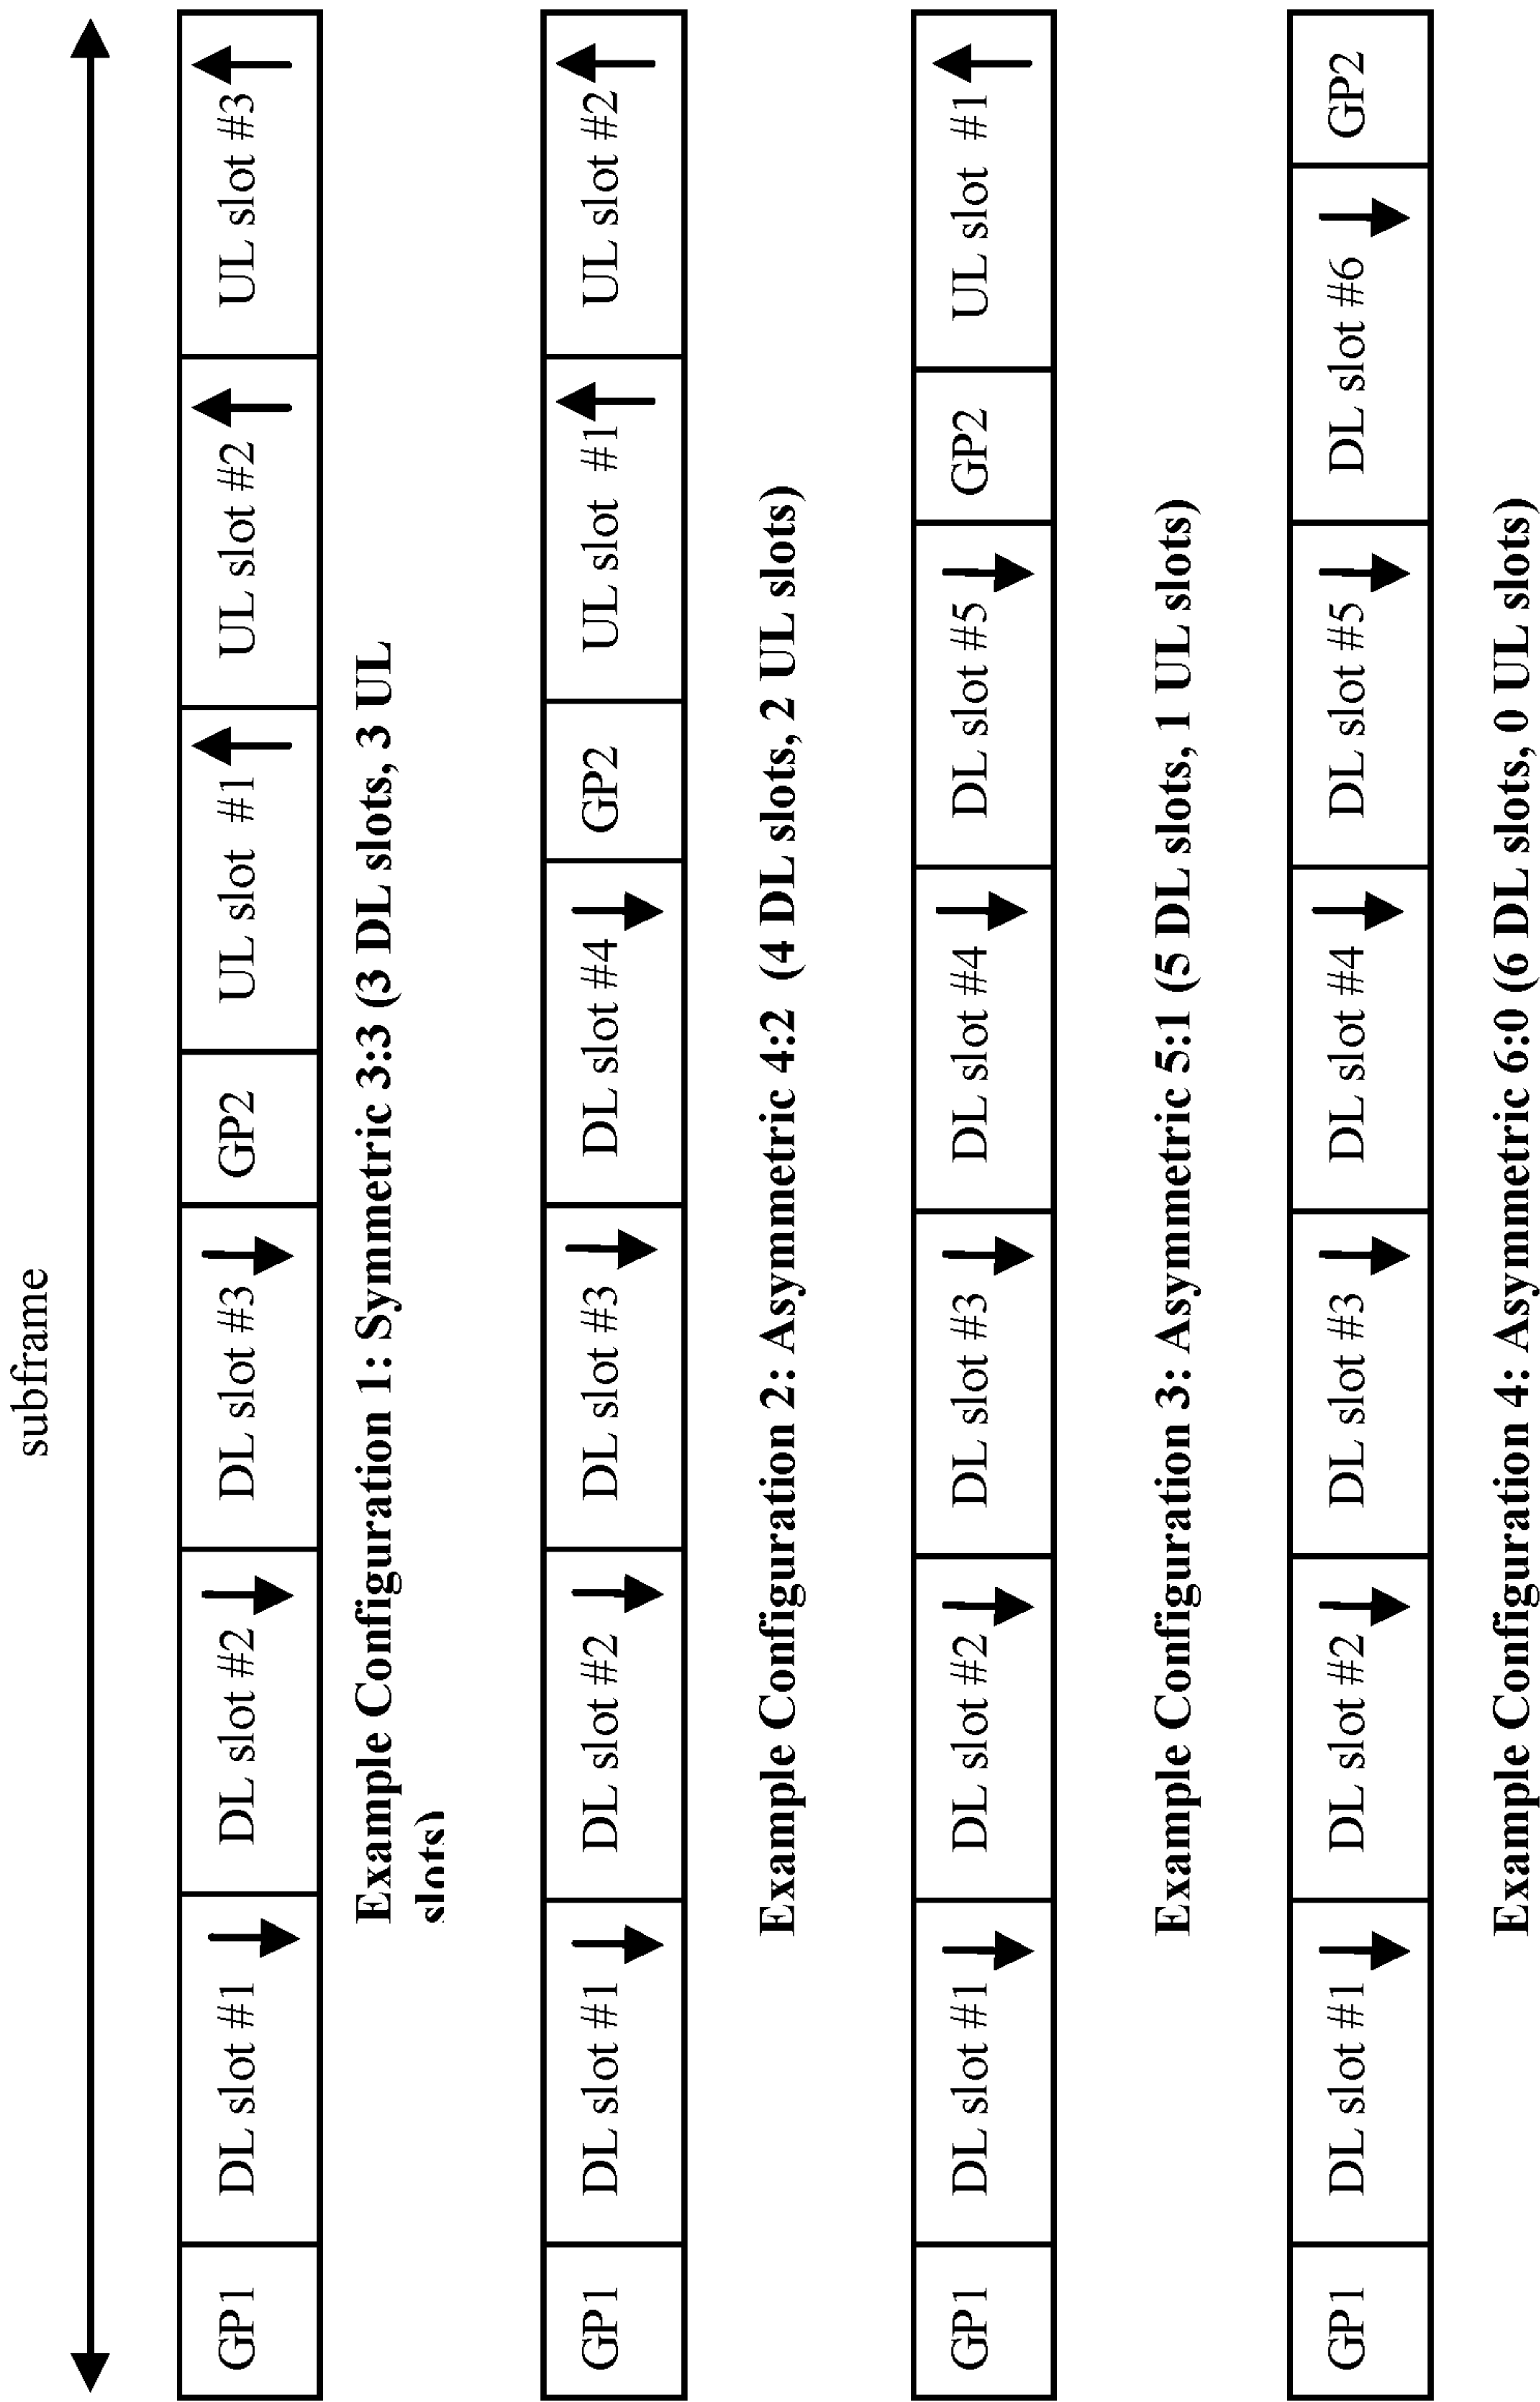 subframe
GP1 DL slot #1 DL slot #2 DL slot #3 GP2 UL slot #1 UL slot #2 UL slot #3
Example Configuration 1: Symmetric 3:3 (3 DL slots, 3 UL
slots)
GP1 DL slot #1 DL slot #2 DL slot #3 DL slot #4 GP2 UL slot #1 UL slot #2
Example Configuration 2: Asymmetric 4:2 (4 DL slots, 2 UL slots)
GP1 DL slot #1 DL slot #2 DL slot #3 DL slot #4 DL slot #5 GP2 UL slot #1
Example Configuration 3: Asymmetric 5:1 (5 DL slots, 1 UL slots)
GP1 DL slot #1 DL slot #2 DL slot #3 DL slot #4 DL slot #5 DL slot #6 GP2
Example Configuration 4: Asymmetric 6:0 (6 DL slots, 0 UL slots)